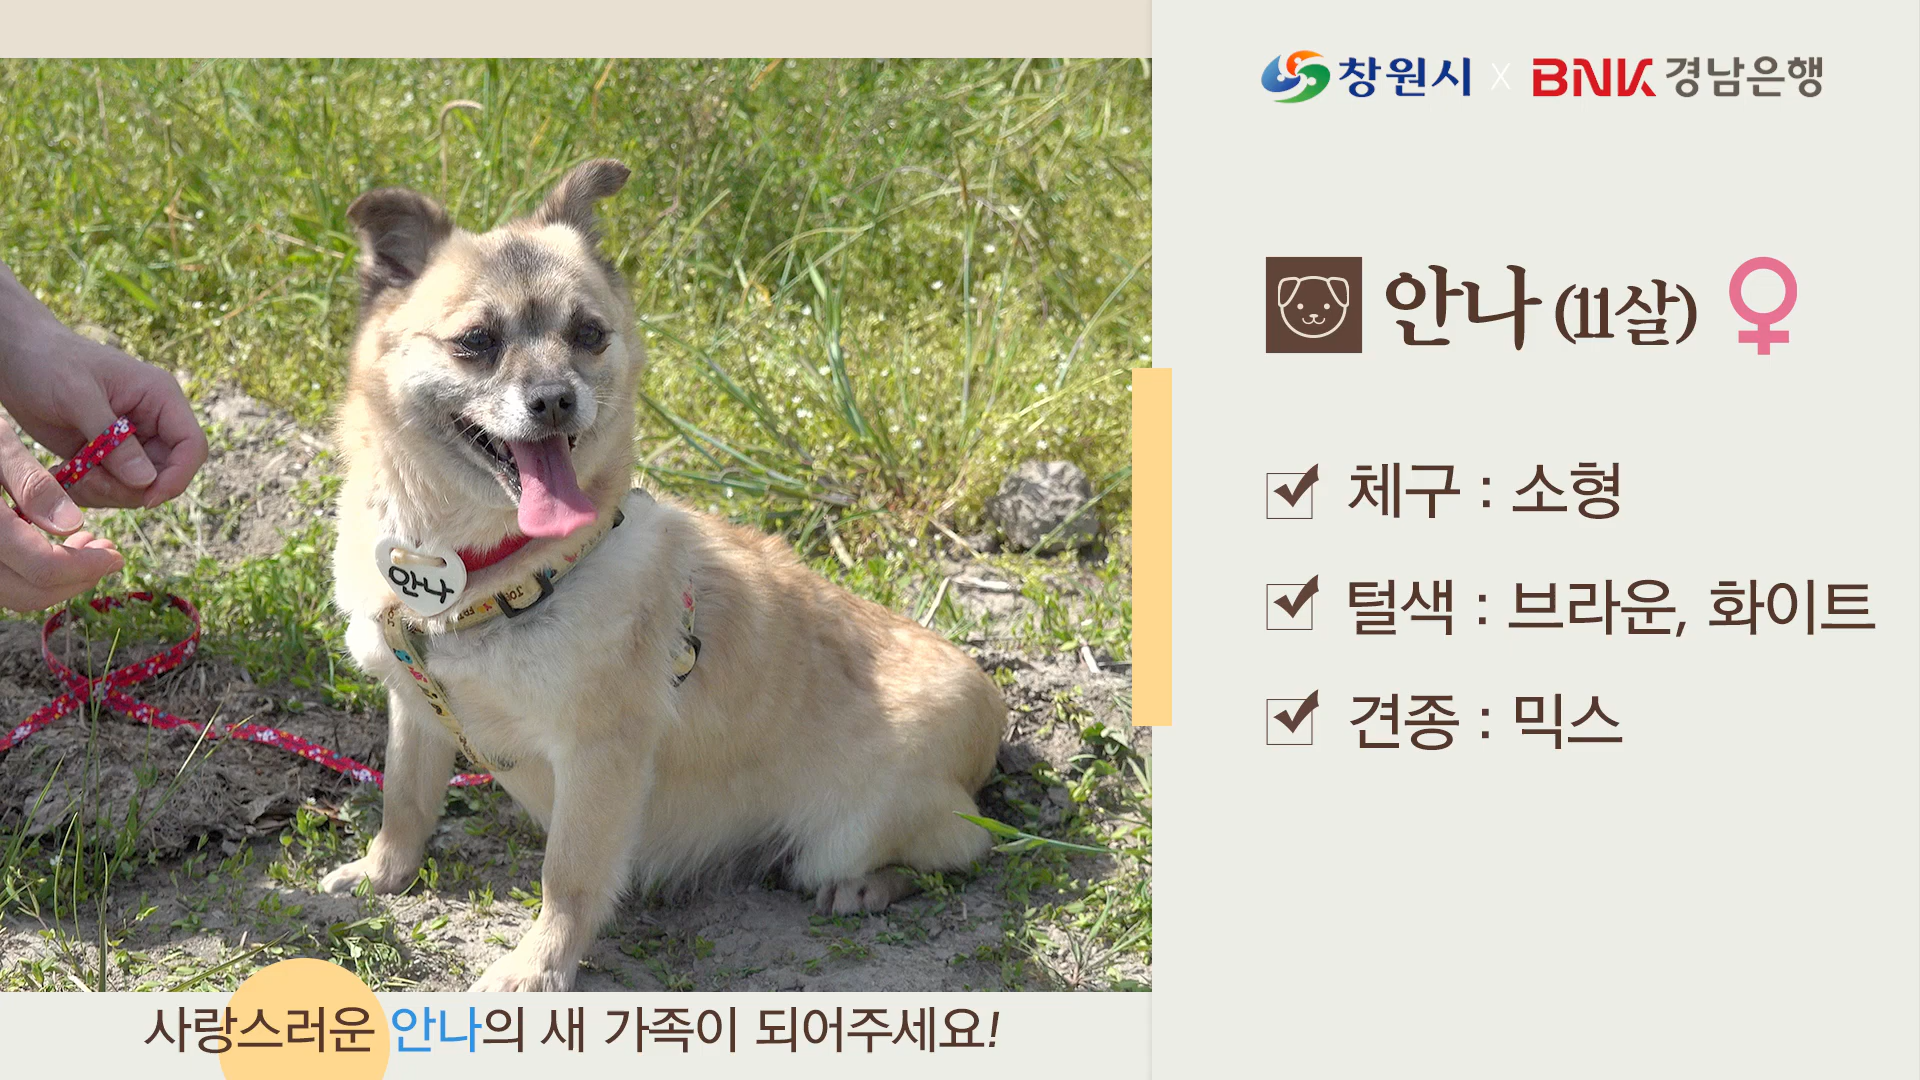 창원시 X BNK 경남은행
안나 (11살) ♀
체구 : 소형
털색 : 브라운, 화이트
견종 : 믹스
안나
사랑스러운 안나의 새 가족이 되어주세요!